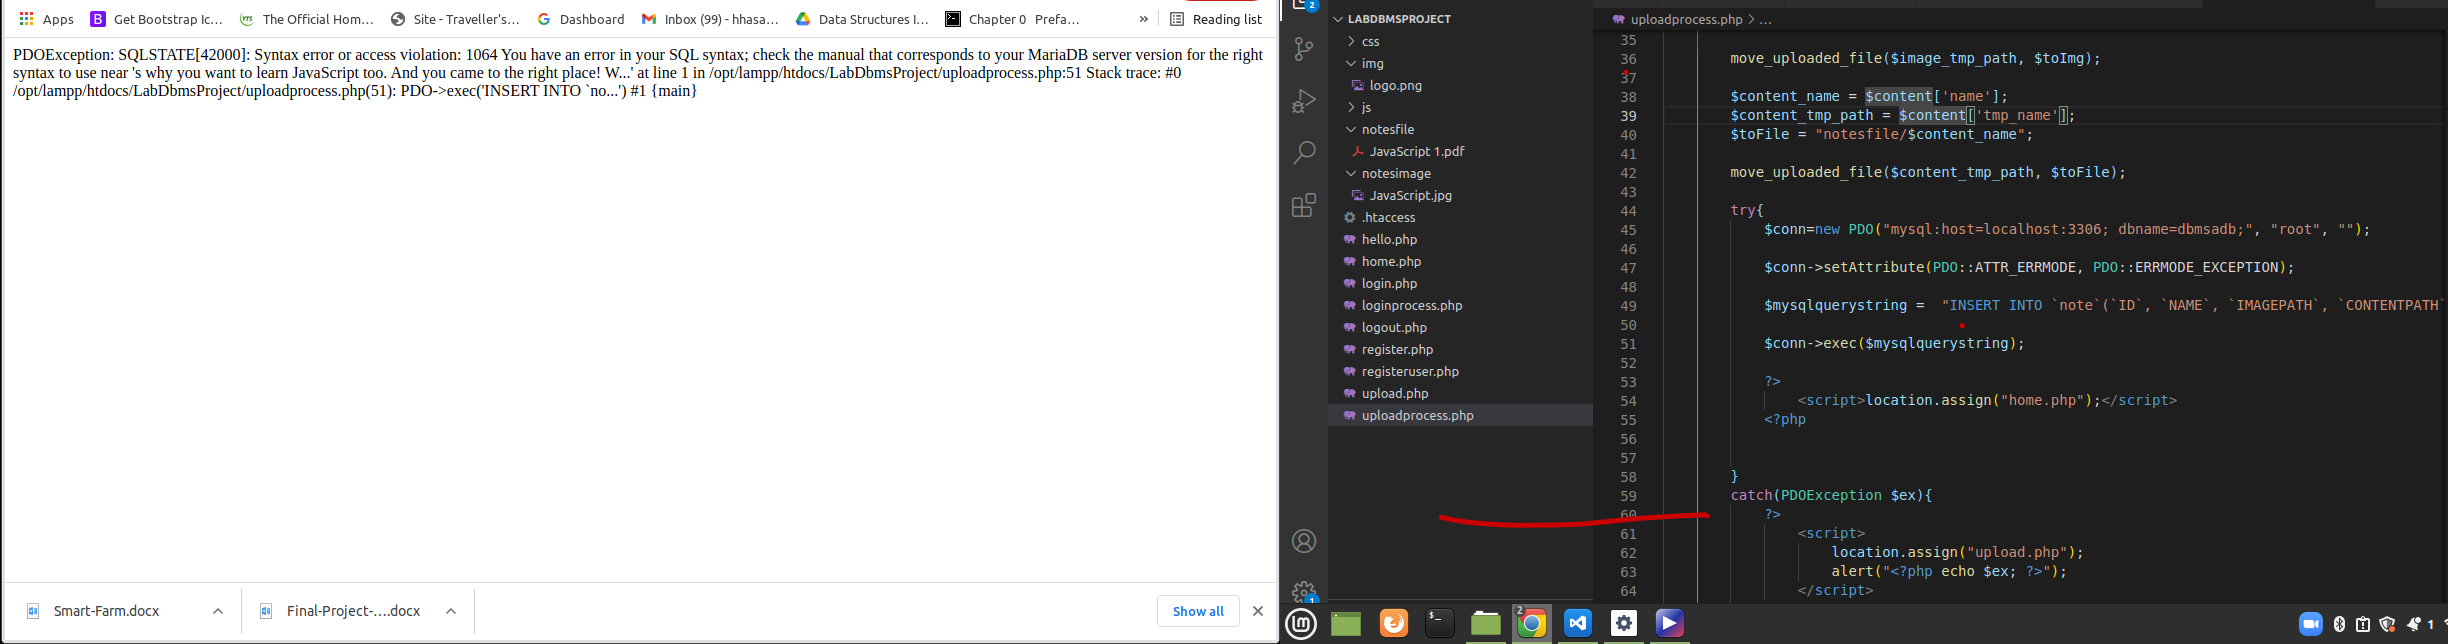 Apps Get Bootstrap Ic... The Official Hom... Site - Traveller's... Dashboard Inbox (99) - hhasa... Data Structures I... Chapter 0 Prefa... » Reading list
PDOException: SQLSTATE[42000]: Syntax error or access violation: 1064 You have an error in your SQL syntax; check the manual that corresponds to your MariaDB server version for the right
syntax to use near 's why you want to learn JavaScript too. And you came to the right place! W...' at line 1 in /opt/lampp/htdocs/LabDbmsProject/uploadprocess.php:51 Stack trace: #0
/opt/lampp/htdocs/LabDbmsProject/uploadprocess.php(51): PDO->exec('INSERT INTO `no...') #1 {main}
Smart-Farm.docx
Final-Project-....docx
Show all
2
LABDBMSPROJECT
css
img
logo.png
js
notesfile
JavaScript 1.pdf
notesimage
JavaScript.jpg
.htaccess
hello.php
home.php
login.php
loginprocess.php
logout.php
register.php
registeruser.php
upload.php
uploadprocess.php
1
uploadprocess.php > ...
35
36 move_uploaded_file($image_tmp_path, $toImg);
37
38 $content_name = $content['name'];
39 $content_tmp_path = $content['tmp_name'];
40 $toFile = "notesfile/$content_name";
41
42 move_uploaded_file($content_tmp_path, $toFile);
43
44 try{
45 $conn=new PDO("mysql:host=localhost:3306; dbname=dbmsadb;", "root", "");
46
47 $conn->setAttribute(PDO::ATTR_ERRMODE, PDO::ERRMODE_EXCEPTION);
48
49 $mysqlquerystring = "INSERT INTO `note`(`ID`, `NAME`, `IMAGEPATH`, `CONTENTPATH`
50
51 $conn->exec($mysqlquerystring);
52
53 ?>
54 <script>location.assign("home.php");</script>
55 <?php
56
57
58 }
59 catch(PDOException $ex){
60 ?>
61 <script>
62 location.assign("upload.php");
63 alert("<?php echo $ex; ?>");
64 </script>
2
1